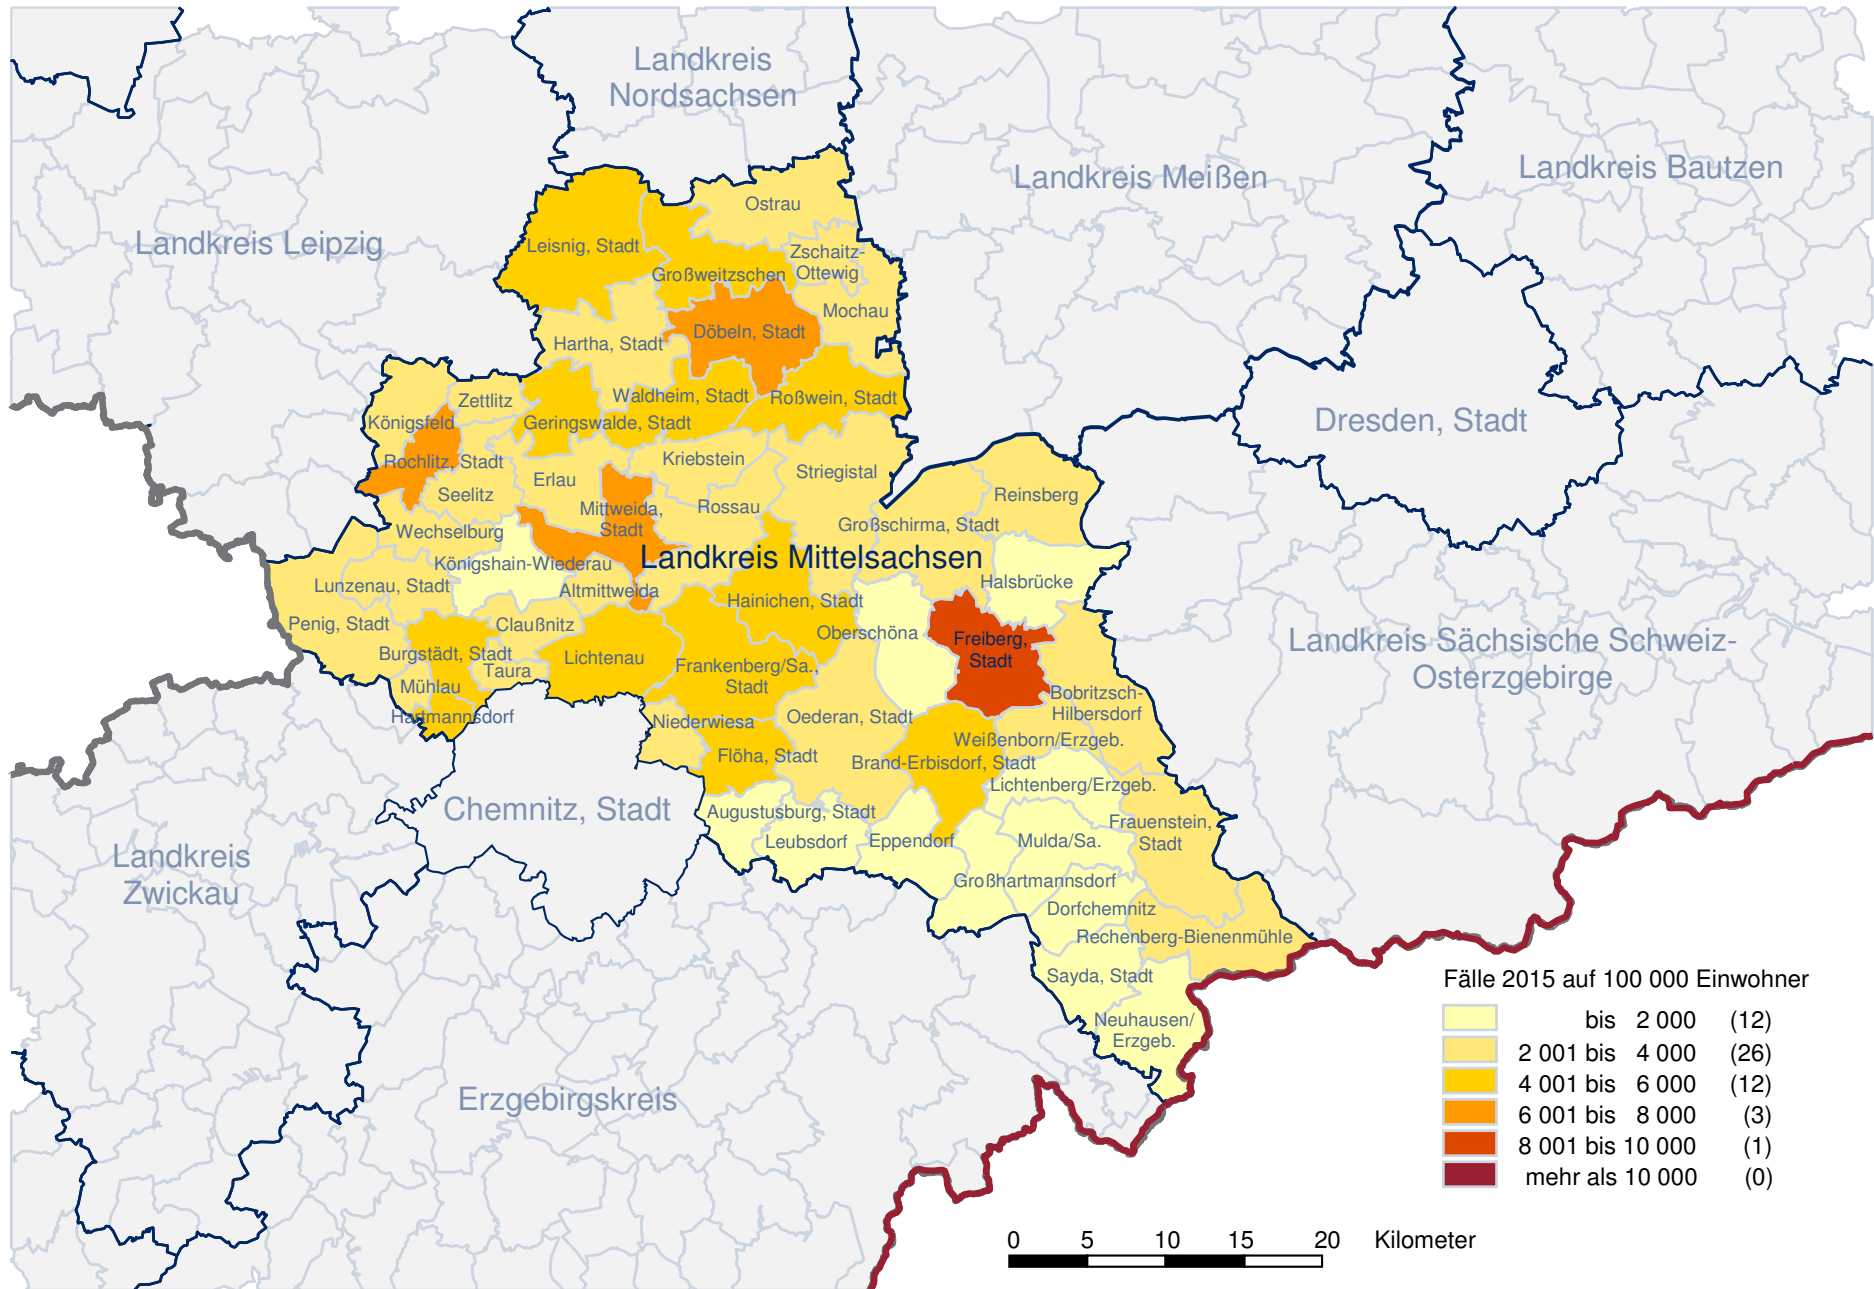 Landkreis
Nordsachsen
Landkreis Meißen
Landkreis Bautzen
Landkreis Leipzig
Ostrau
Leisnig, Stadt
Zschaitz-
Ottewig
Großweitzschen
Mochau
Döbeln, Stadt
Hartha, Stadt
Waldheim, Stadt
Roßwein, Stadt
Zettlitz
Königsfeld
Geringswalde, Stadt
Dresden, Stadt
Rochlitz, Stadt
Kriebstein
Striegistal
Erlau
Seelitz
Reinsberg
Mittweida,
Stadt
Rossau
Großschirma, Stadt
Wechselburg
Landkreis Mittelsachsen
Königshain-Wiederau
Halsbrücke
Lunzenau, Stadt
Altmittweida
Hainichen, Stadt
Penig, Stadt
Claußnitz
Oberschöna
Freiberg,
Stadt
Landkreis Sächsische Schweiz-
Osterzgebirge
Burgstädt, Stadt
Lichtenau
Taura
Frankenberg/Sa.,
Stadt
Mühlau
Bobritzsch-
Hilbersdorf
Hartmannsdorf
Niederwiesa
Oederan, Stadt
Weißenborn/Erzgeb.
Flöha, Stadt
Brand-Erbisdorf, Stadt
Lichtenberg/Erzgeb.
Chemnitz, Stadt
Augustusburg, Stadt
Frauenstein,
Stadt
Leubsdorf
Eppendorf
Mulda/Sa.
Landkreis
Zwickau
Großhartmannsdorf
Dorfchemnitz
Rechenberg-Bienenmühle
Sayda, Stadt
Neuhausen/
Erzgeb.
Erzgebirgskreis
Fälle 2015 auf 100 000 Einwohner
bis 2 000 (12)
2 001 bis 4 000 (26)
4 001 bis 6 000 (12)
6 001 bis 8 000 (3)
8 001 bis 10 000 (1)
mehr als 10 000 (0)
0 5 10 15 20 Kilometer